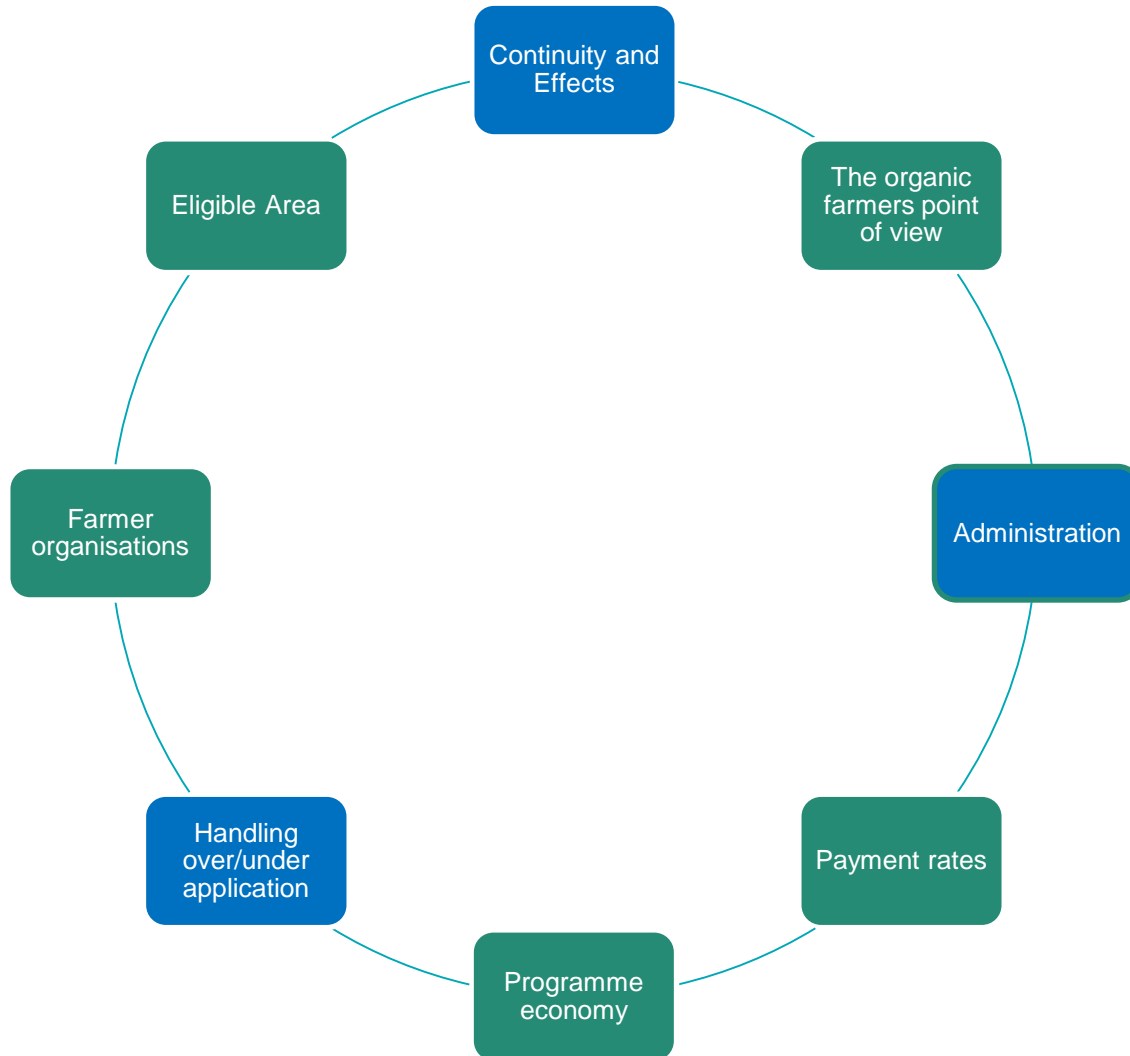 Continuity and
Effects
The organic
farmers point
of view
Administration
Payment rates
Programme
economy
Handling
over/under
application
Farmer
organisations
Eligible Area